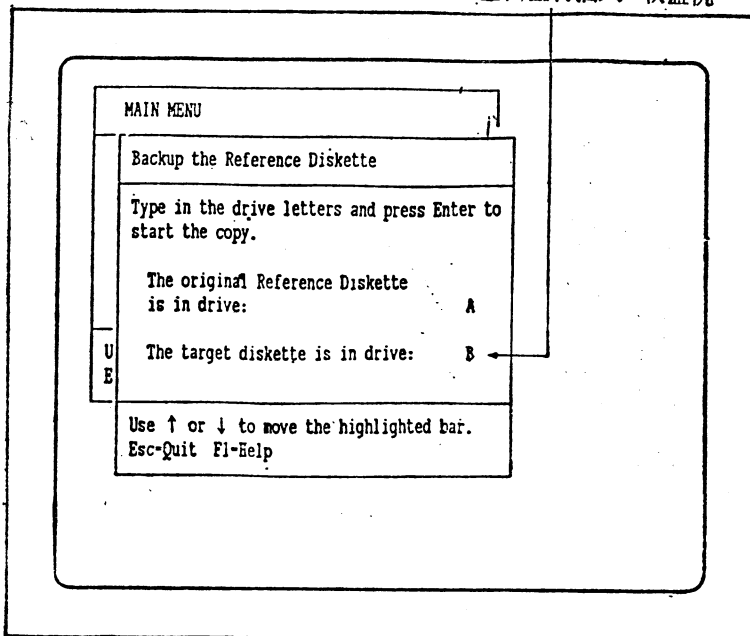 MAIN MENU
Backup the Reference Diskette
Type in the drive letters and press Enter to
start the copy.
The original Reference Diskette
is in drive: A
U The target diskette is in drive: B
E
Use ↑ or ↓ to move the highlighted bar.
Esc-Quit F1-Help